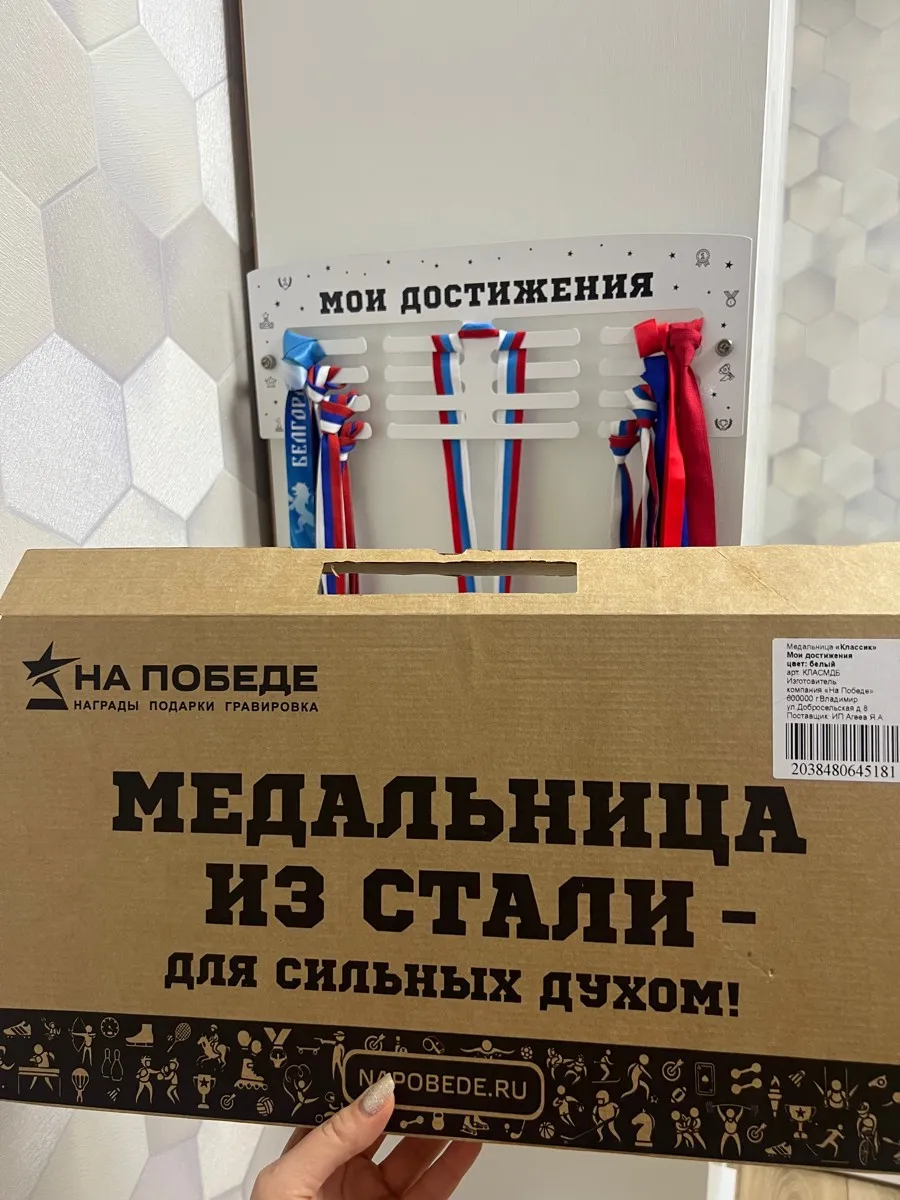 МОИ ДОСТИЖЕНИЯ
БЕЛГОР
НА ПОБЕДЕ
НАГРАДЫ ПОДАРКИ ГРАВИРОВКА
Медальница «Классик»
Мои достижения
цвет: белый
арт. КЛАСМДБ
Изготовитель
компания «На Победе»
600000 г.Владимир
ул.Добросельская д.8
Поставщик: ИП Агеева Я.А.
2038480645181
МЕДАЛЬНИЦА
ИЗ СТАЛИ –
ДЛЯ СИЛЬНЫХ ДУХОМ!
NAPOBEDE.RU